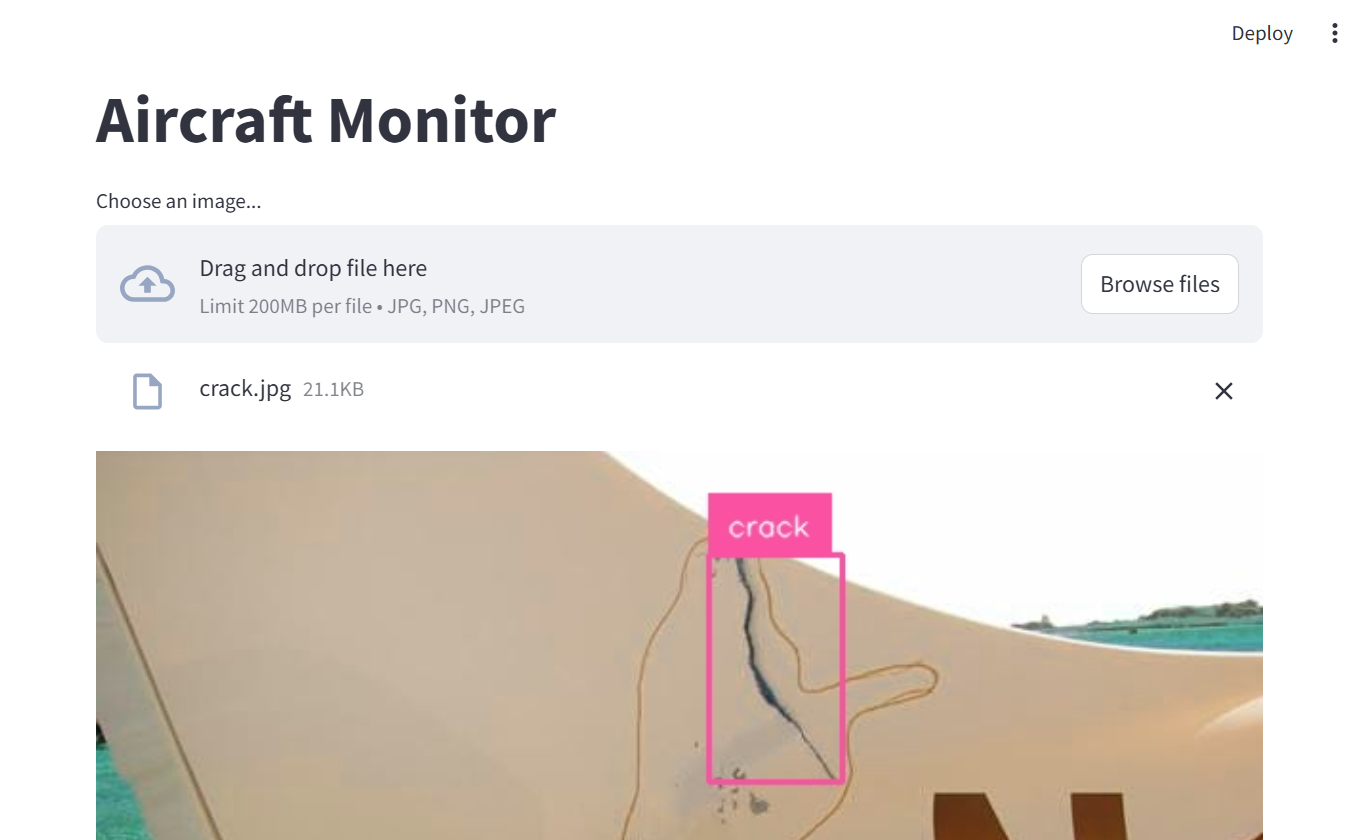 Deploy
Aircraft Monitor
Choose an image...
Drag and drop file here
Limit 200MB per file • JPG, PNG, JPEG
Browse files
crack.jpg 21.1KB
crack